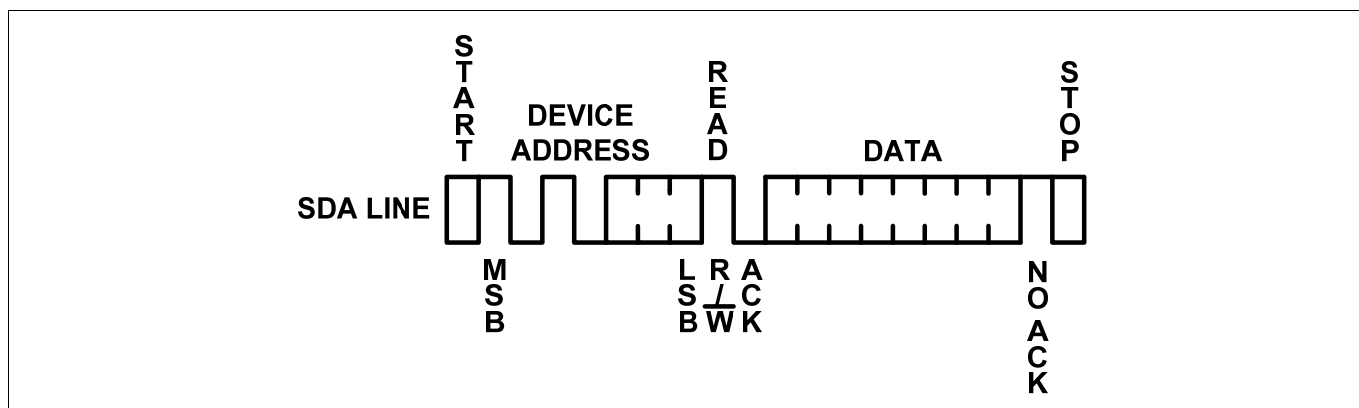 START
DEVICE
ADDRESS
READ
DATA
STOP
SDA LINE
MSB
LSB
R/W
ACK
NO ACK